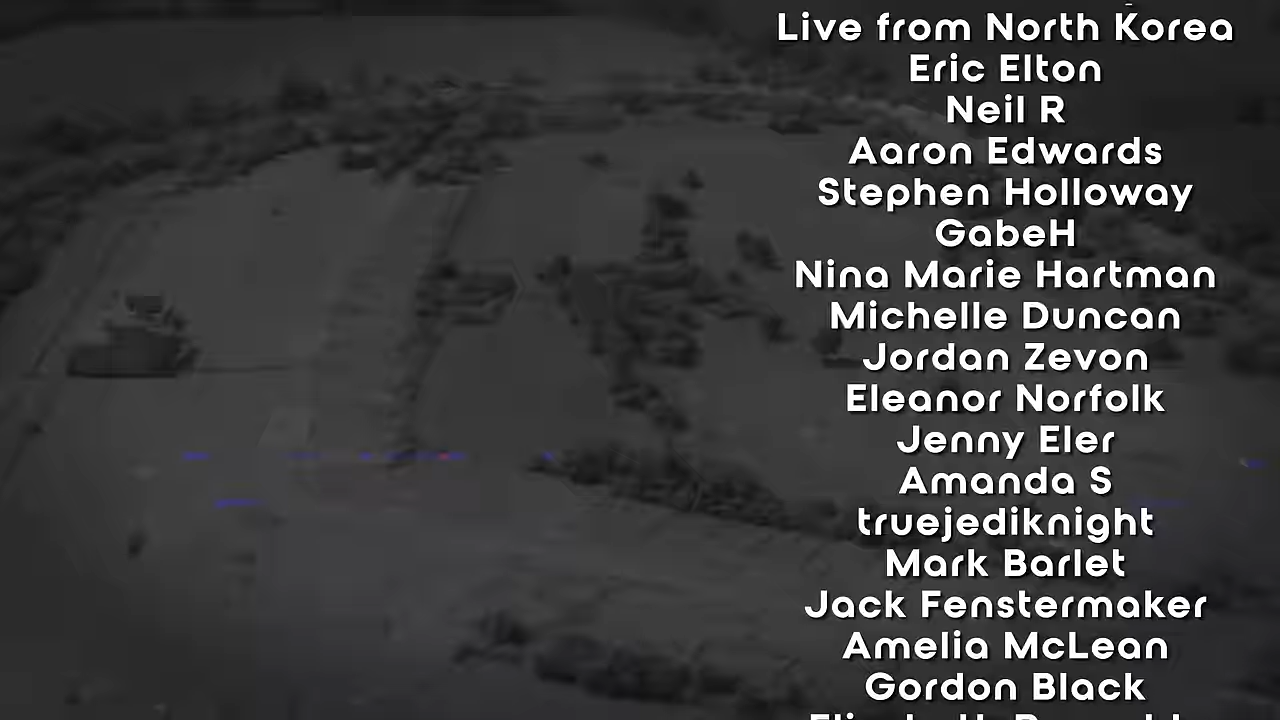 Live from North Korea
Eric Elton
Neil R
Aaron Edwards
Stephen Holloway
GabeH
Nina Marie Hartman
Michelle Duncan
Jordan Zevon
Eleanor Norfolk
Jenny Eler
Amanda S
truejediknight
Mark Barlet
Jack Fenstermaker
Amelia McLean
Gordon Black